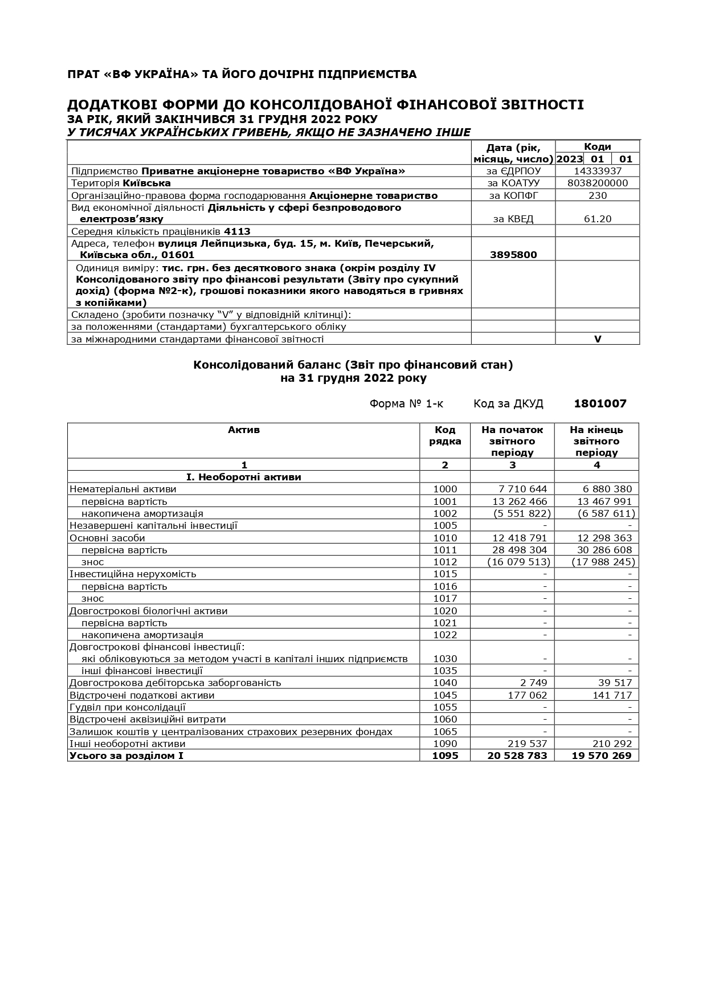 ПРАТ «ВФ УКРАЇНА» ТА ЙОГО ДОЧІРНІ ПІДПРИЄМСТВА
ДОДАТКОВІ ФОРМИ ДО КОНСОЛІДОВАНОЇ ФІНАНСОВОЇ ЗВІТНОСТІ
ЗА РІК, ЯКИЙ ЗАКІНЧИВСЯ 31 ГРУДНЯ 2022 РОКУ
У ТИСЯЧАХ УКРАЇНСЬКИХ ГРИВЕНЬ, ЯКЩО НЕ ЗАЗНАЧЕНО ІНШЕ
Дата (рік, Коди
місяць, число) 2023 01 01
Підприємство Приватне акціонерне товариство «ВФ Україна» за ЄДРПОУ 14333937
Територія Київська за КОАТУУ 8038200000
Організаційно-правова форма господарювання Акціонерне товариство за КОПФГ 230
Вид економічної діяльності Діяльність у сфері безпроводового
електрозв’язку за КВЕД 61.20
Середня кількість працівників 4113
Адреса, телефон вулиця Лейпцизька, буд. 15, м. Київ, Печерський,
Київська обл., 01601 3895800
Одиниця виміру: тис. грн. без десяткового знака (окрім розділу IV
Консолідованого звіту про фінансові результати (Звіту про сукупний
дохід) (форма №2-к), грошові показники якого наводяться в гривнях
з копійками)
Складено (зробити позначку “V” у відповідній клітинці):
за положеннями (стандартами) бухгалтерського обліку
за міжнародними стандартами фінансової звітності V
Консолідований баланс (Звіт про фінансовий стан)
на 31 грудня 2022 року
Форма № 1-к Код за ДКУД 1801007
Актив Код На початок На кінець
рядка звітного звітного
періоду періоду
1 2 3 4
І. Необоротні активи
Нематеріальні активи 1000 7 710 644 6 880 380
первісна вартість 1001 13 262 466 13 467 991
накопичена амортизація 1002 (5 551 822) (6 587 611)
Незавершені капітальні інвестиції 1005 - -
Основні засоби 1010 12 418 791 12 298 363
первісна вартість 1011 28 498 304 30 286 608
знос 1012 (16 079 513) (17 988 245)
Інвестиційна нерухомість 1015 - -
первісна вартість 1016 - -
знос 1017 - -
Довгострокові біологічні активи 1020 - -
первісна вартість 1021 - -
накопичена амортизація 1022 - -
Довгострокові фінансові інвестиції:
які обліковуються за методом участі в капіталі інших підприємств 1030 - -
інші фінансові інвестиції 1035 - -
Довгострокова дебіторська заборгованість 1040 2 749 39 517
Відстрочені податкові активи 1045 177 062 141 717
Гудвіл при консолідації 1055 - -
Відстрочені аквізиційні витрати 1060 - -
Залишок коштів у централізованих страхових резервних фондах 1065 - -
Інші необоротні активи 1090 219 537 210 292
Усього за розділом І 1095 20 528 783 19 570 269